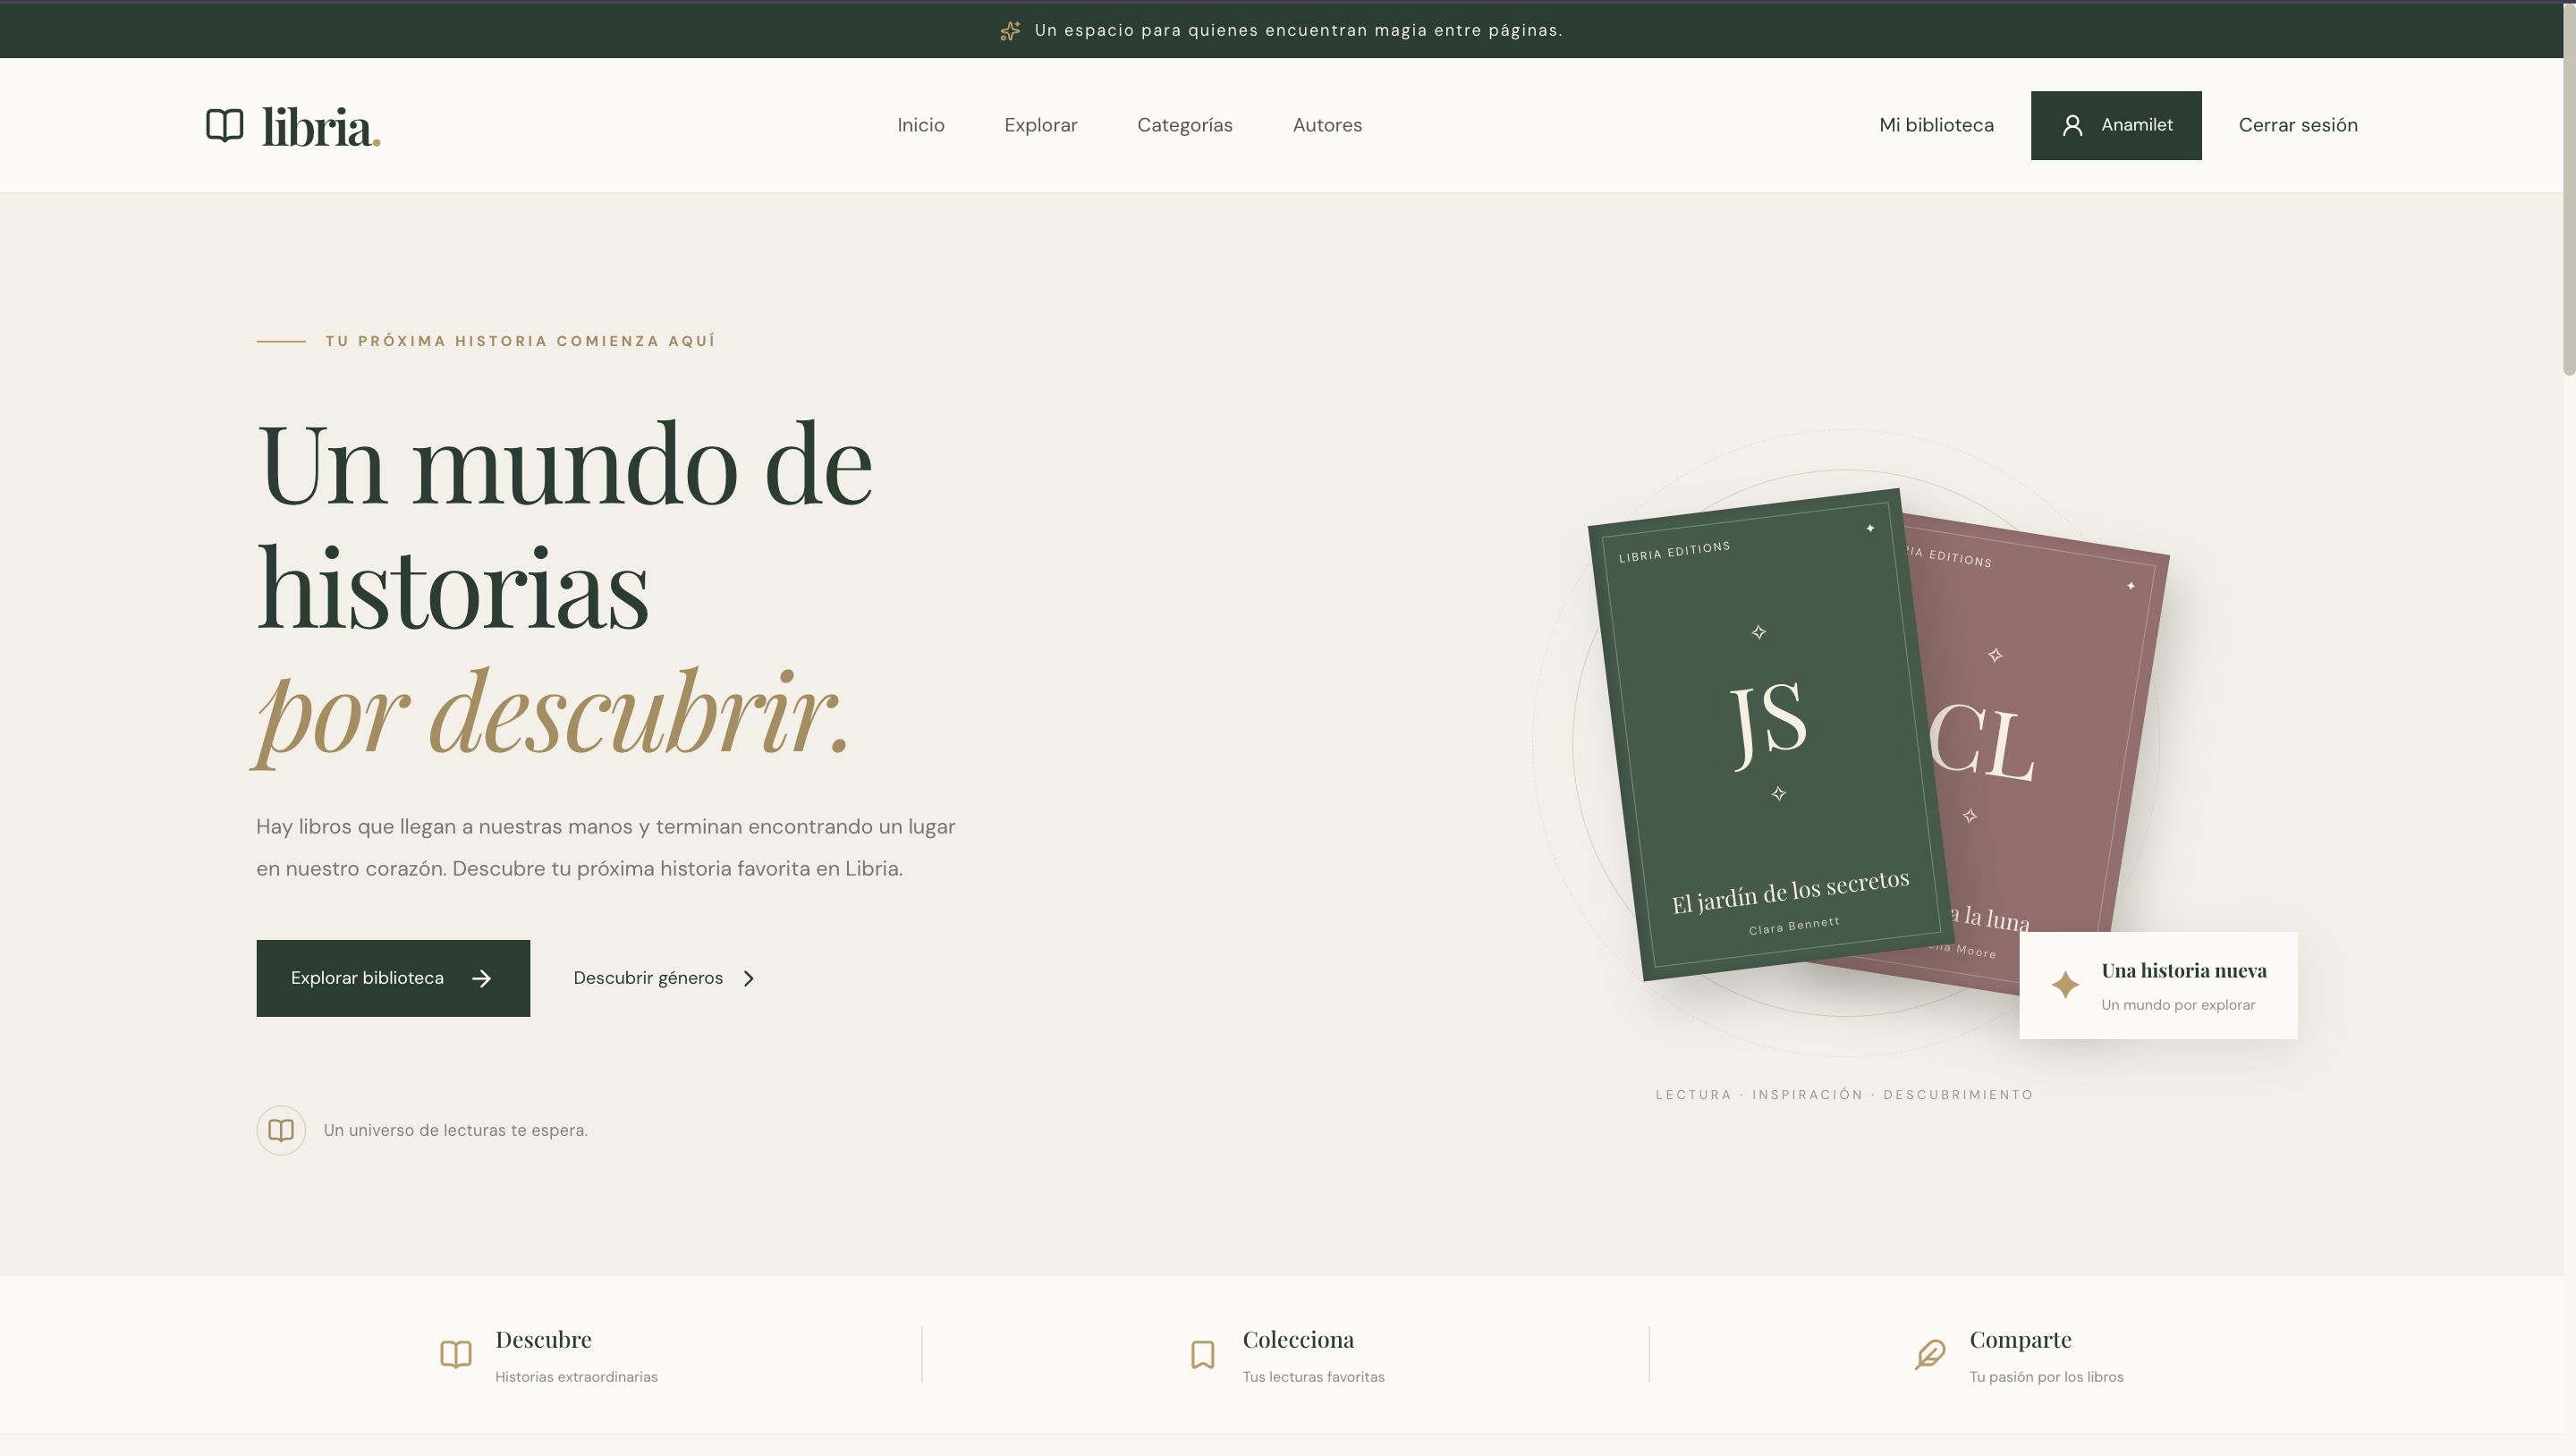 Un espacio para quienes encuentran magia entre páginas.
libria.
Inicio
Explorar
Categorías
Autores
Mi biblioteca
Anamilet
Cerrar sesión
TU PRÓXIMA HISTORIA COMIENZA AQUÍ
Un mundo de
historias
por descubrir.
Hay libros que llegan a nuestras manos y terminan encontrando un lugar
en nuestro corazón. Descubre tu próxima historia favorita en Libria.
Explorar biblioteca
Descubrir géneros
Un universo de lecturas te espera.
LIBRIA EDITIONS
JS
El jardín de los secretos
Clara Bennett
EDITIONS
CL
a la luna
Moore
Una historia nueva
Un mundo por explorar
LECTURA · INSPIRACIÓN · DESCUBRIMIENTO
Descubre
Historias extraordinarias
Colecciona
Tus lecturas favoritas
Comparte
Tu pasión por los libros